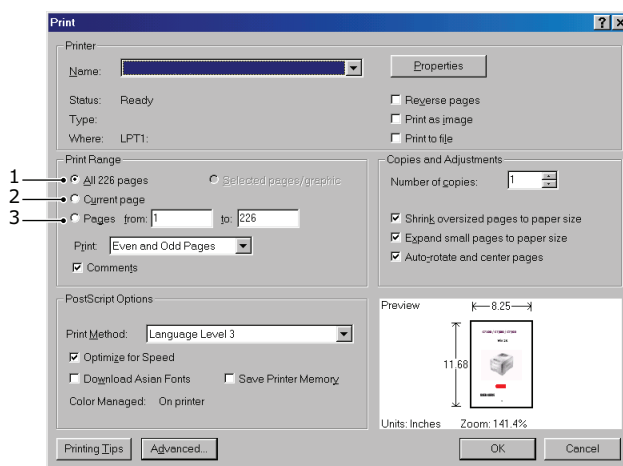 Print
Printer
Name:
Properties
Status: Ready
Type:
Where: LPT1:
Reverse pages
Print as image
Print to file
Print Range
1 All 226 pages
Selected pages/graphic
2 Current page
3 Pages from: 1 to: 226
Print: Even and Odd Pages
Comments
Copies and Adjustments
Number of copies: 1
Shrink oversized pages to paper size
Expand small pages to paper size
Auto-rotate and center pages
PostScript Options
Print Method: Language Level 3
Optimize for Speed
Download Asian Fonts
Save Printer Memory
Color Managed: On printer
Preview
8.25
11.68
Units: Inches Zoom: 141.4%
Printing Tips
Advanced...
OK
Cancel